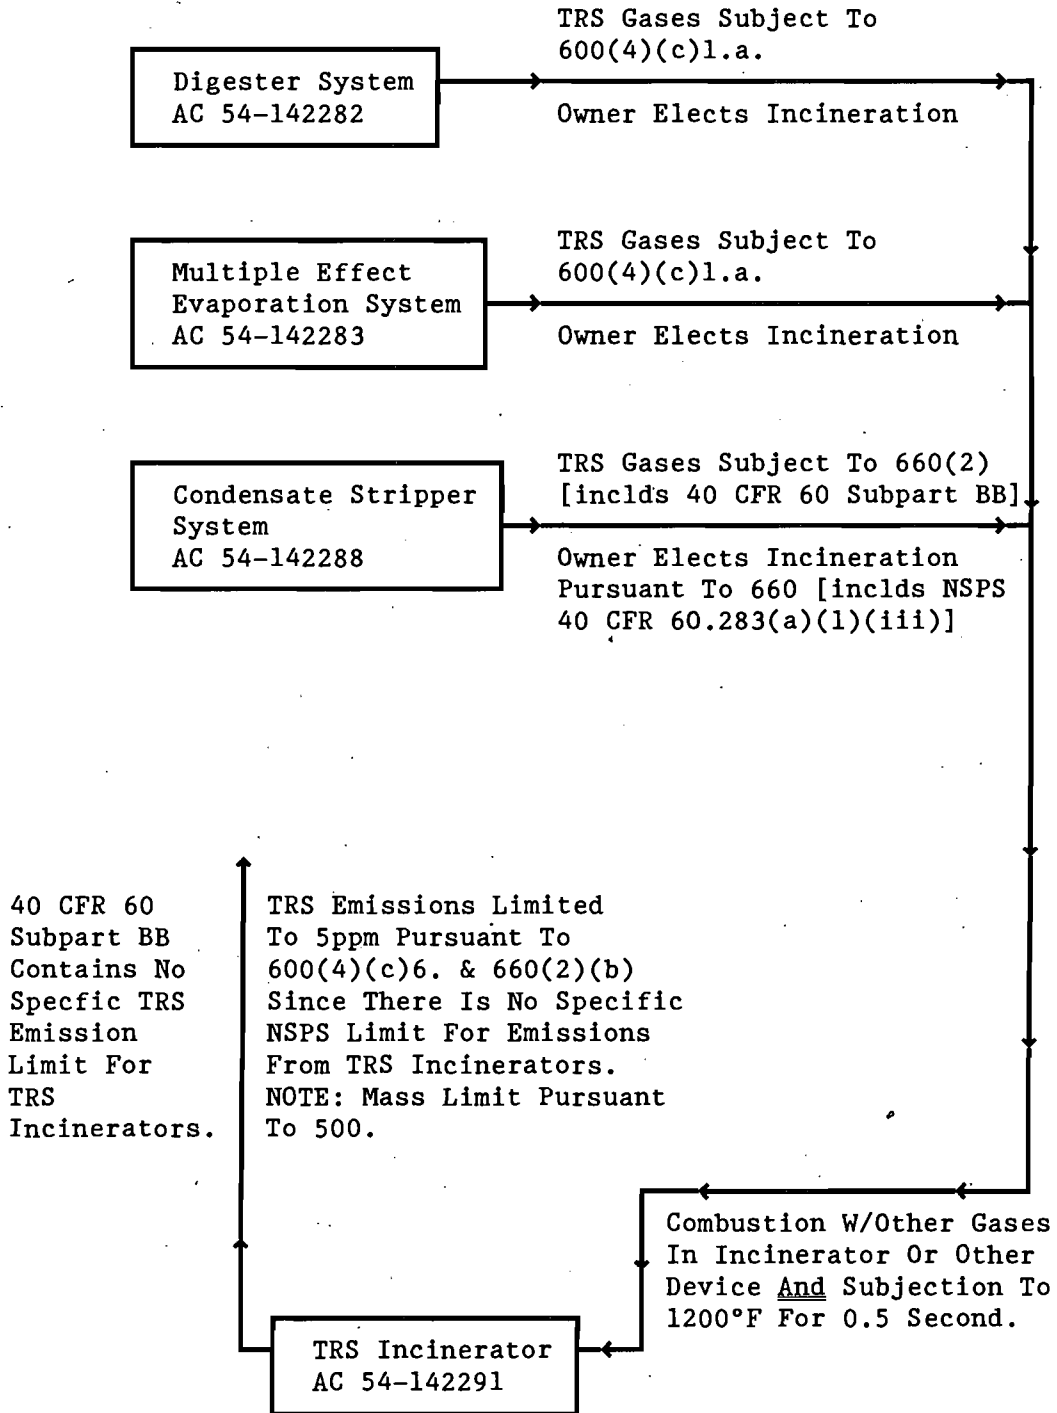 TRS Gases Subject To
600(4)(c)1.a.
Digester System
AC 54-142282
Owner Elects Incineration
TRS Gases Subject To
600(4)(c)1.a.
Multiple Effect
Evaporation System
AC 54-142283
Owner Elects Incineration
TRS Gases Subject To 660(2)
[inclds 40 CFR 60 Subpart BB]
Condensate Stripper
System
AC 54-142288
Owner Elects Incineration
Pursuant To 660 [inclds NSPS
40 CFR 60.283(a)(1)(iii)]
40 CFR 60
Subpart BB
Contains No
Specfic TRS
Emission
Limit For
TRS
Incinerators.
TRS Emissions Limited
To 5ppm Pursuant To
600(4)(c)6. & 660(2)(b)
Since There Is No Specific
NSPS Limit For Emissions
From TRS Incinerators.
NOTE: Mass Limit Pursuant
To 500.
Combustion W/Other Gases
In Incinerator Or Other
Device And Subjection To
1200°F For 0.5 Second.
TRS Incinerator
AC 54-142291